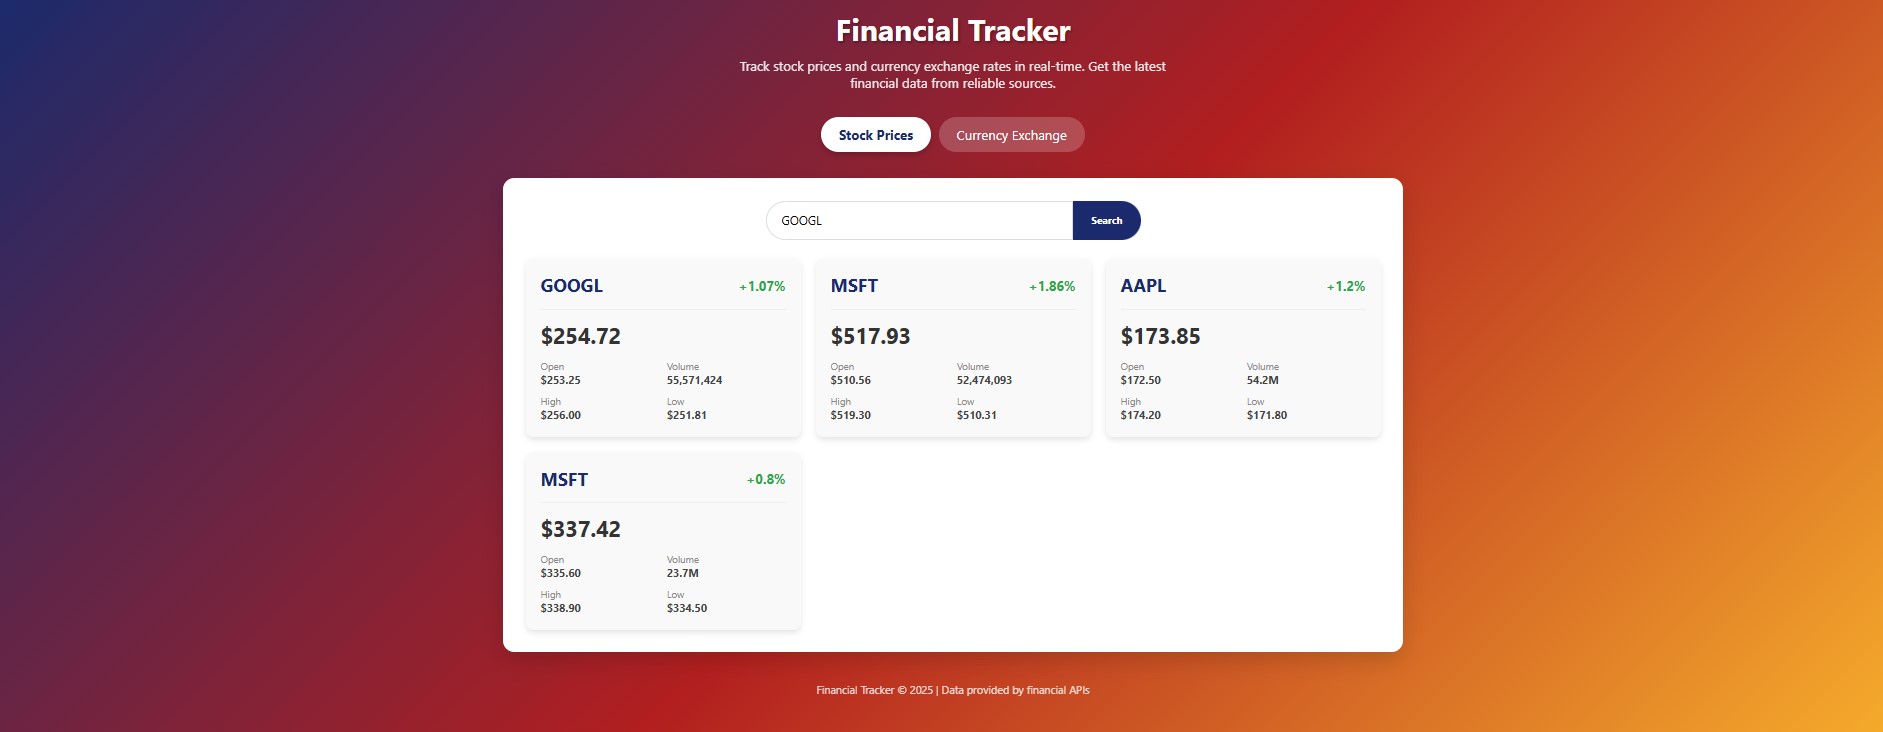 Financial Tracker
Track stock prices and currency exchange rates in real-time. Get the latest
financial data from reliable sources.
Stock Prices
Currency Exchange
GOOGL
Search
GOOGL
+1.07%
$254.72
Open
Volume
$253.25
55,571,424
High
Low
$256.00
$251.81
MSFT
+1.86%
$517.93
Open
Volume
$510.56
52,474,093
High
Low
$519.30
$510.31
AAPL
+1.2%
$173.85
Open
Volume
$172.50
54.2M
High
Low
$174.20
$171.80
MSFT
+0.8%
$337.42
Open
Volume
$335.60
23.7M
High
Low
$338.90
$334.50
Financial Tracker © 2025 | Data provided by financial APIs